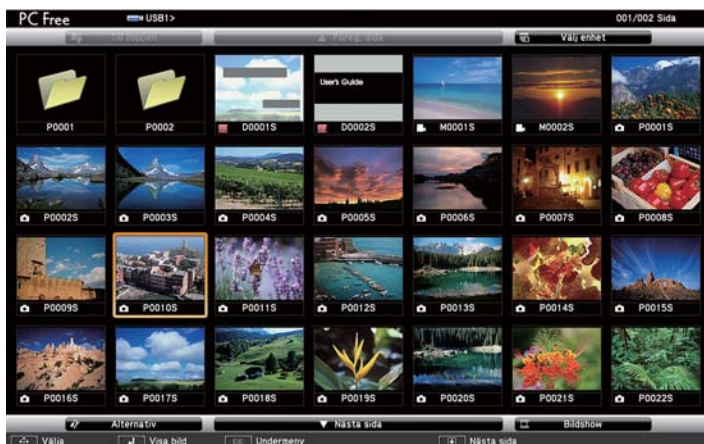 PC Free USB1> 001/002 Sida
Till toppen ▲ Föreg. sida Välj enhet
User's Guide
P0001 P0002 D0001S D0002S M0001S M0002S P0001S
P0002S P0003S P0004S P0005S P0006S P0007S P0008S
P0009S P0010S P0011S P0012S P0013S P0014S P0015S
P0016S P0017S P0018S P0019S P0020S P0021S P0022S
Alternativ ▼ Nästa sida Bildshow
Välja Visa bild Esc Undermeny Nästa sida